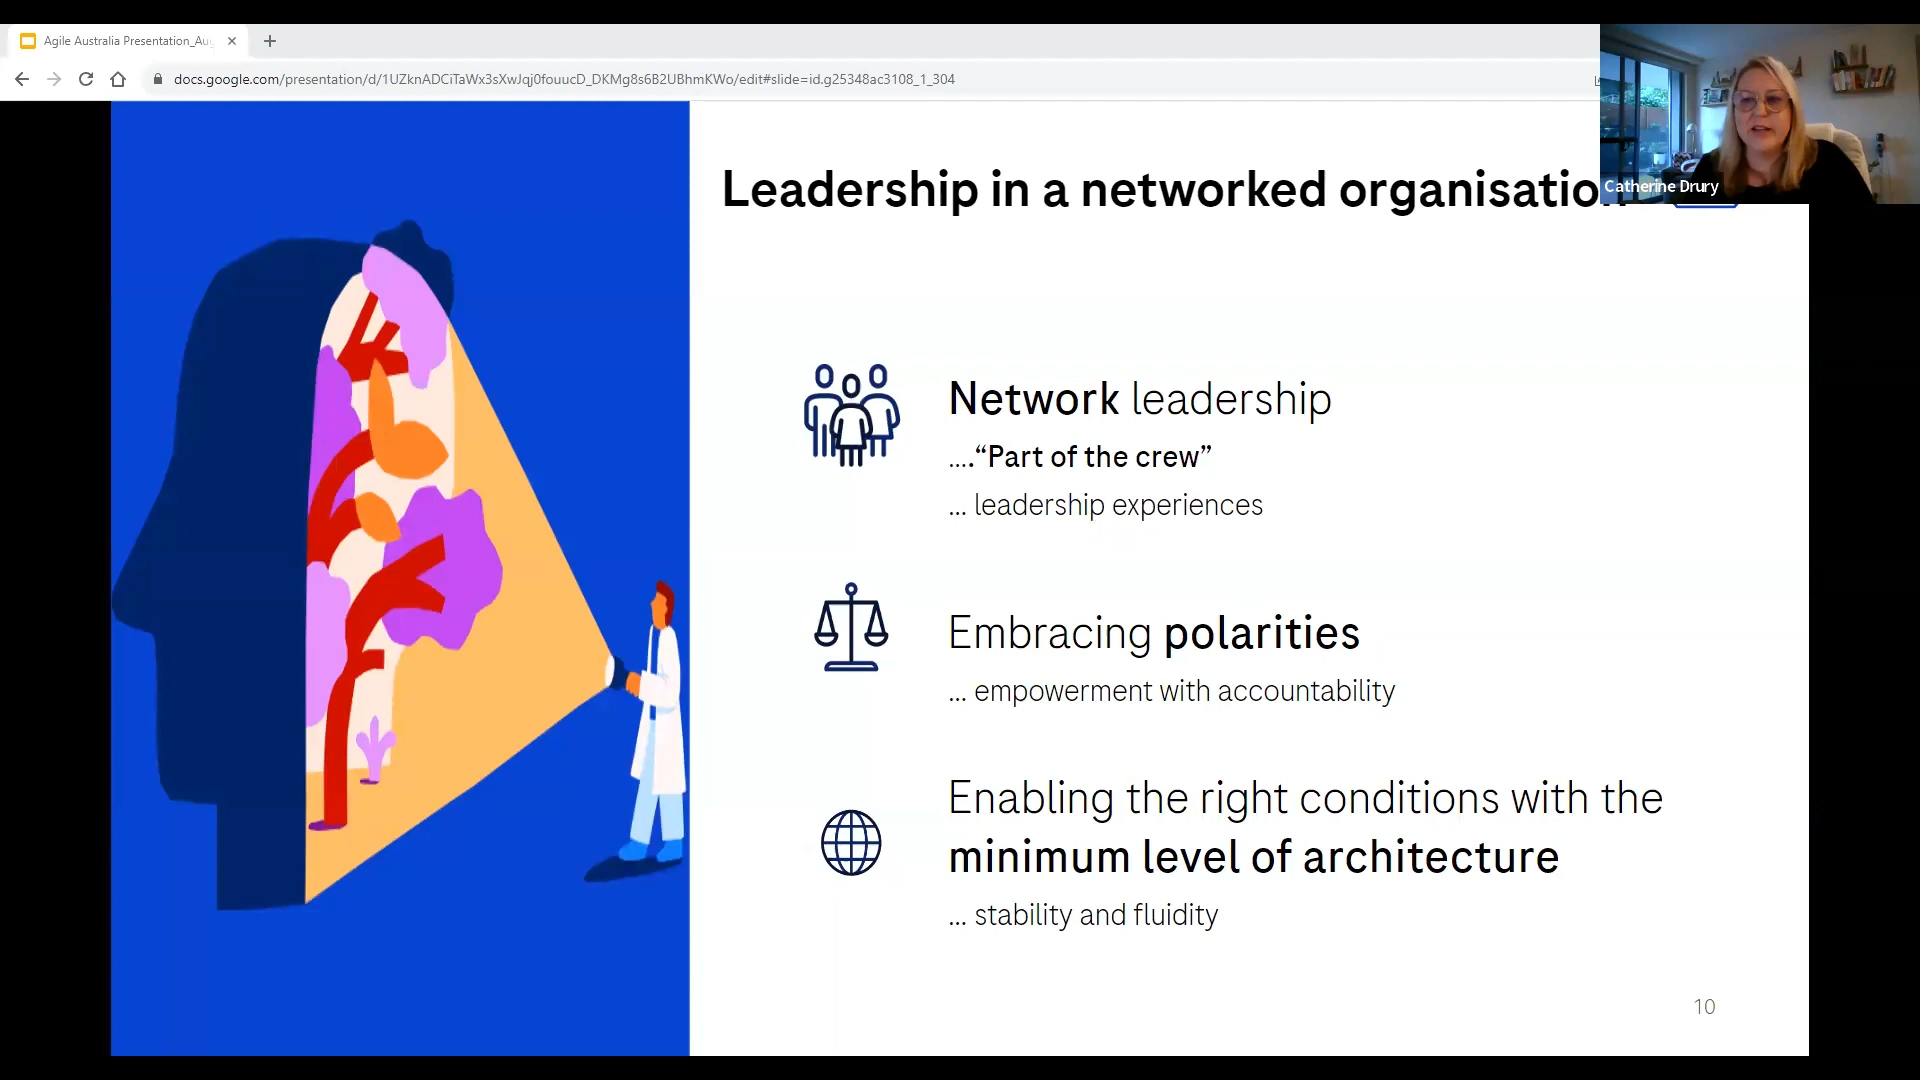 Agile Australia Presentation_Au
docs.google.com/presentation/d/1UZknADCiTaWx3sXwJqj0fouucD_DKMg8s6B2UBhmKWo/edit#slide=id.g25348ac3108_1_304
Catherine Drury
Leadership in a networked organisation
Network leadership
....“Part of the crew”
... leadership experiences
Embracing polarities
... empowerment with accountability
Enabling the right conditions with the
minimum level of architecture
... stability and fluidity
10